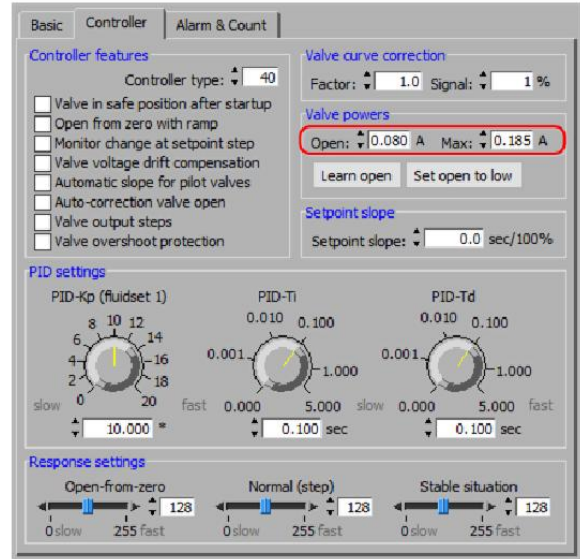 Basic Controller Alarm & Count
Controller features
Controller type: 40
Valve in safe position after startup
Open from zero with ramp
Monitor change at setpoint step
Valve voltage drift compensation
Automatic slope for pilot valves
Auto-correction valve open
Valve output steps
Valve overshoot protection
Valve curve correction
Factor: 1.0 Signal: 1 %
Valve powers
Open: 0.080 A Max: 0.185 A
Learn open Set open to low
Setpoint slope
Setpoint slope: 0.0 sec/100%
PID settings
PID-Kp (fluidset 1)
0 2 4 6 8 10 12 14 16 18 20
slow fast
10.000 *
PID-Ti
0.000 0.001 0.010 0.100 1.000 5.000
0.100 sec
PID-Td
0.000 0.001 0.010 0.100 1.000 5.000
slow fast
0.100 sec
Response settings
Open-from-zero
128
0 slow 255 fast
Normal (step)
128
0 slow 255 fast
Stable situation
128
0 slow 255 fast